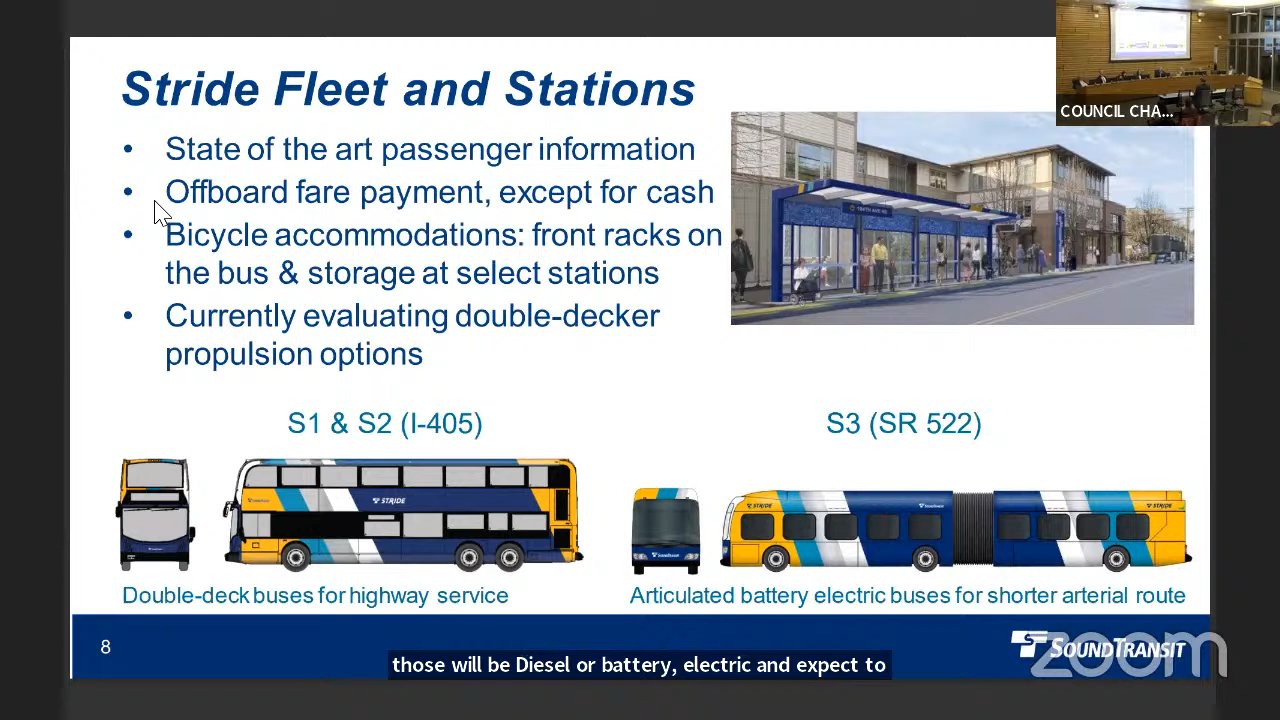 Stride Fleet and Stations
COUNCIL CHA...
• State of the art passenger information
• Offboard fare payment, except for cash
• Bicycle accommodations: front racks on
the bus & storage at select stations
• Currently evaluating double-decker
propulsion options
S1 & S2 (I-405)
S3 (SR 522)
STRIDE
STRIDE
SOUNDTRANSIT
STRIDE
SOUNDTRANSIT
Double-deck buses for highway service
Articulated battery electric buses for shorter arterial route
8
SOUNDTRANSIT
zoom
those will be Diesel or battery, electric and expect to